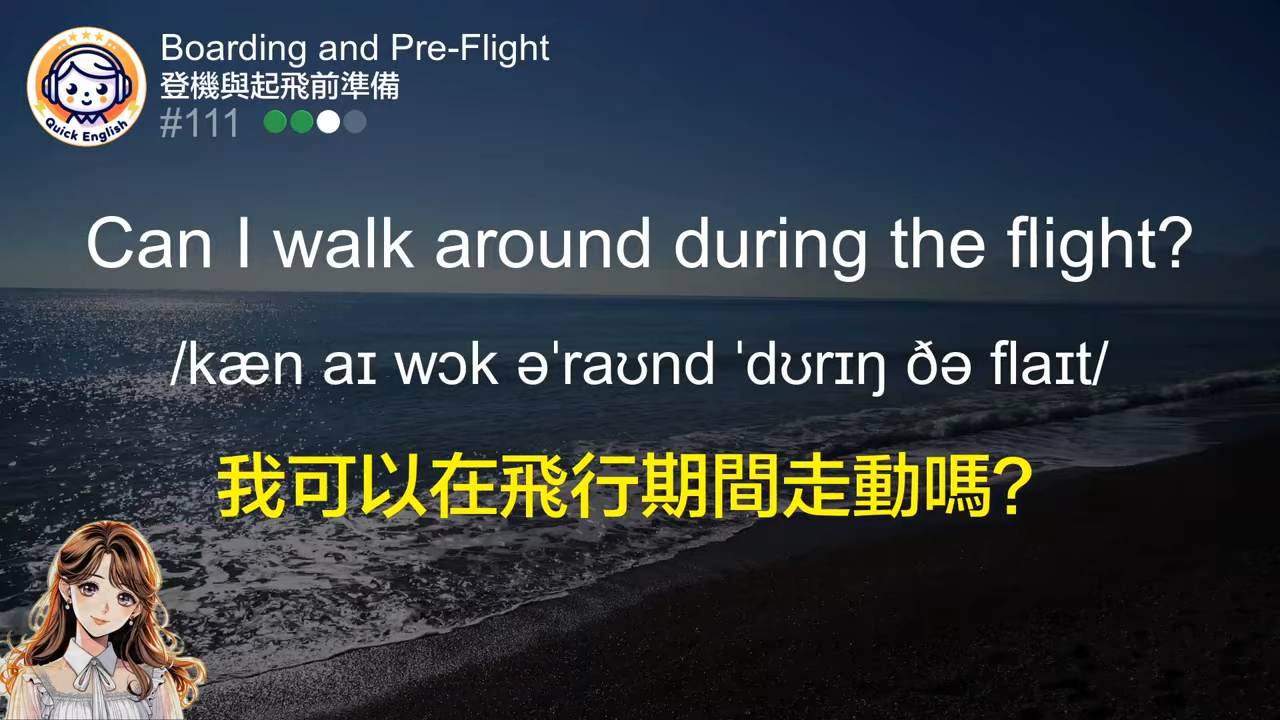 Boarding and Pre-Flight
登機與起飛前準備
#111
Quick English
Can I walk around during the flight?
/kæn aɪ wɔk əˈraʊnd ˈdʊrɪŋ ðə flaɪt/
我可以在飛行期間走動嗎?